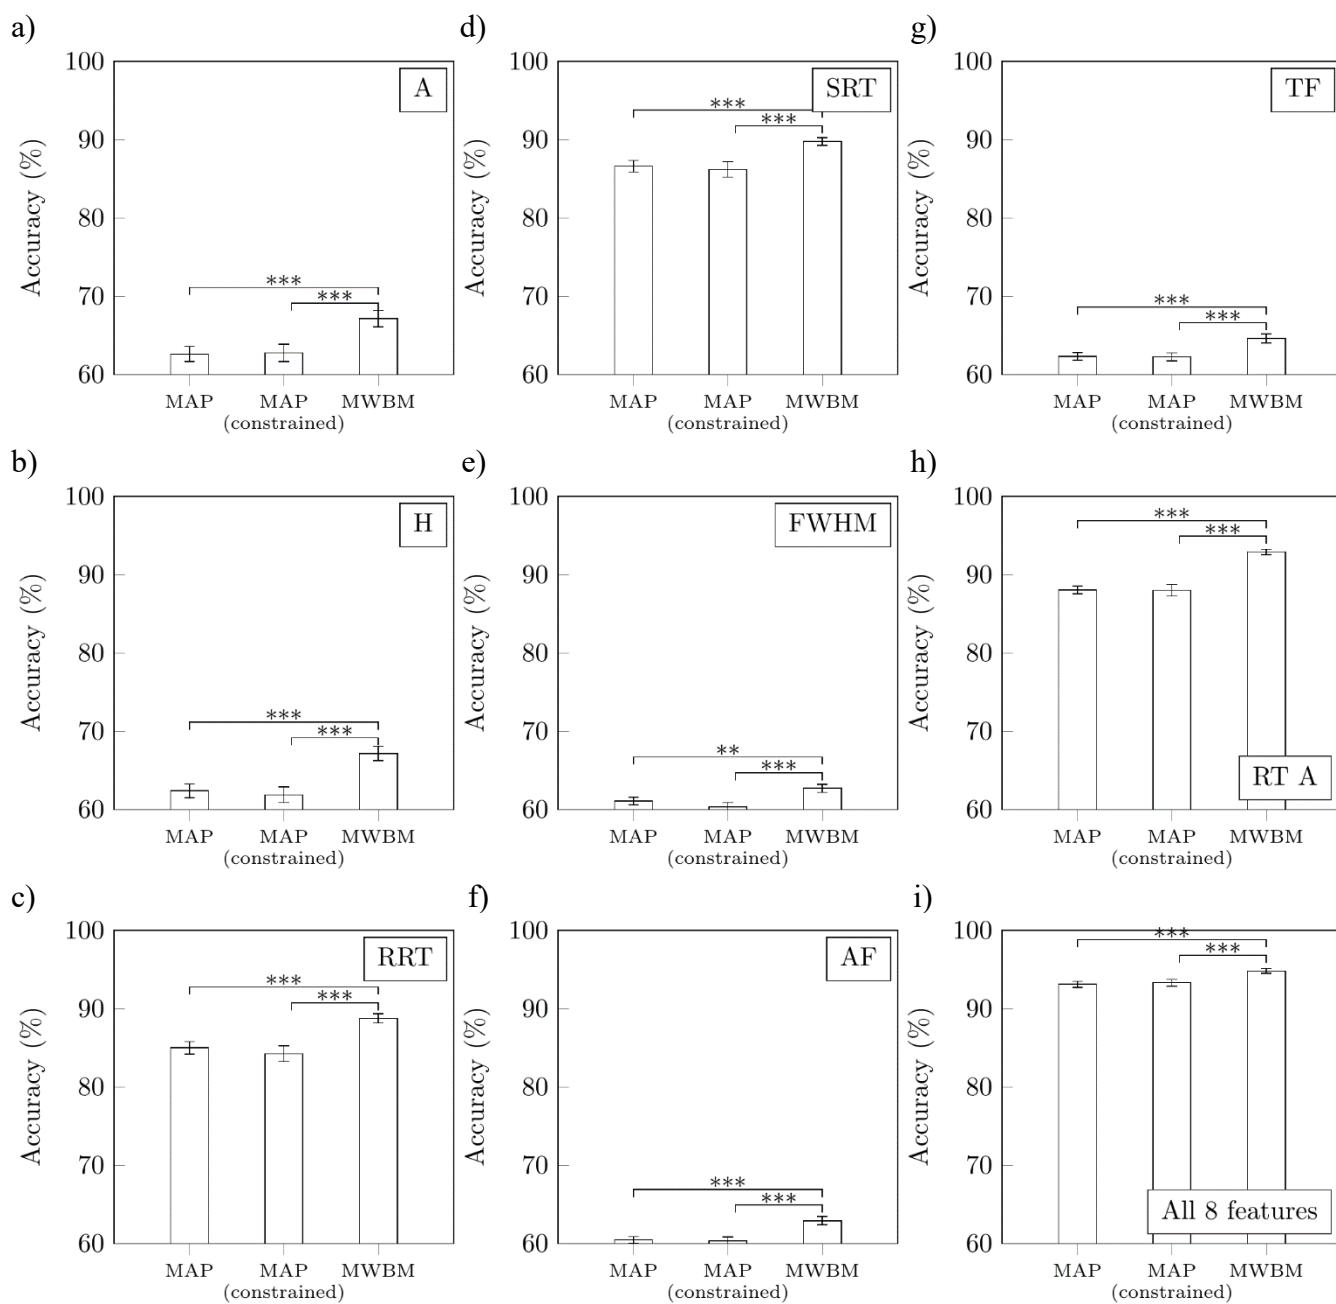 a)
A
Accuracy (%)
100
90
80
70
60
***
***
MAP MAP MWBM
(constrained)
d)
SRT
Accuracy (%)
100
90
80
70
60
***
***
MAP MAP MWBM
(constrained)
g)
TF
Accuracy (%)
100
90
80
70
60
***
***
MAP MAP MWBM
(constrained)
b)
H
Accuracy (%)
100
90
80
70
60
***
***
MAP MAP MWBM
(constrained)
e)
FWHM
Accuracy (%)
100
90
80
70
60
**
***
MAP MAP MWBM
(constrained)
h)
Accuracy (%)
100
90
80
70
60
***
***
RT A
MAP MAP MWBM
(constrained)
c)
RRT
Accuracy (%)
100
90
80
70
60
***
***
MAP MAP MWBM
(constrained)
f)
AF
Accuracy (%)
100
90
80
70
60
***
***
MAP MAP MWBM
(constrained)
i)
Accuracy (%)
100
90
80
70
60
***
***
All 8 features
MAP MAP MWBM
(constrained)